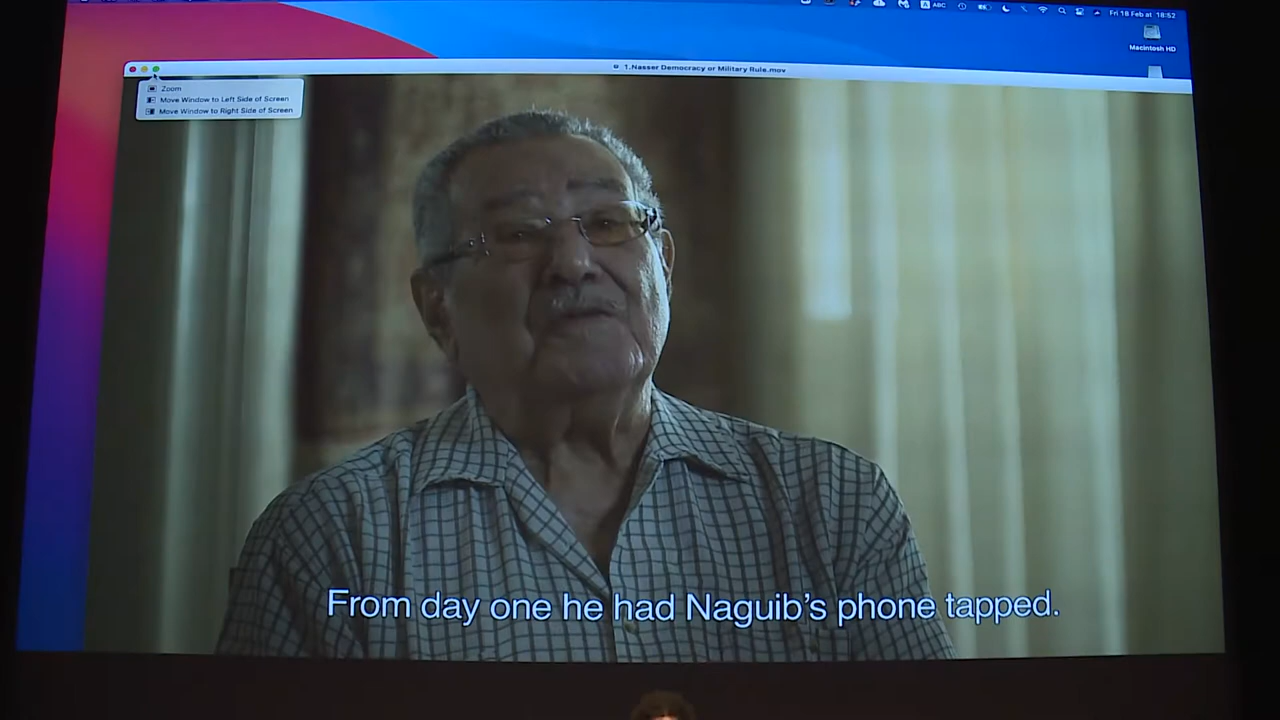 ABC
Fri 18 Feb at 18:52
Macintosh HD
1.Nasser Democracy or Military Rule.mov
Zoom
Move Window to Left Side of Screen
Move Window to Right Side of Screen
From day one he had Naguib's phone tapped.